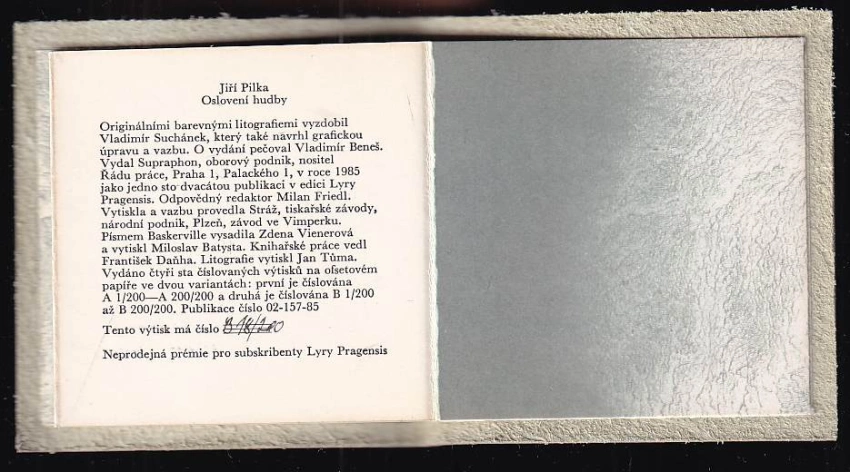 Jiří Pilka
Oslovení hudby
Originálními barevnými litografiemi vyzdobil
Vladimír Suchánek, který také navrhl grafickou
úpravu a vazbu. O vydání pečoval Vladimír Beneš.
Vydal Supraphon, oborový podnik, nositel
Řádu práce, Praha 1, Palackého 1, v roce 1985
jako jedno sto dvacátou publikaci v edici Lyry
Pragensis. Odpovědný redaktor Milan Friedl.
Vytiskla a vazbu provedla Stráž, tiskařské závody,
národní podnik, Plzeň, závod ve Vimperku.
Písmem Baskerville vysadila Zdena Vienerová
a vytiskl Miloslav Batysta. Knihařské práce vedl
František Daňha. Litografie vytiskl Jan Tůma.
Vydáno čtyři sta číslovaných výtisků na ofsetovém
papíře ve dvou variantách: první je číslována
A 1/200—A 200/200 a druhá je číslována B 1/200
až B 200/200. Publikace číslo 02-157-85
Tento výtisk má číslo
Neprodejná prémie pro subskribenty Lyry Pragensis